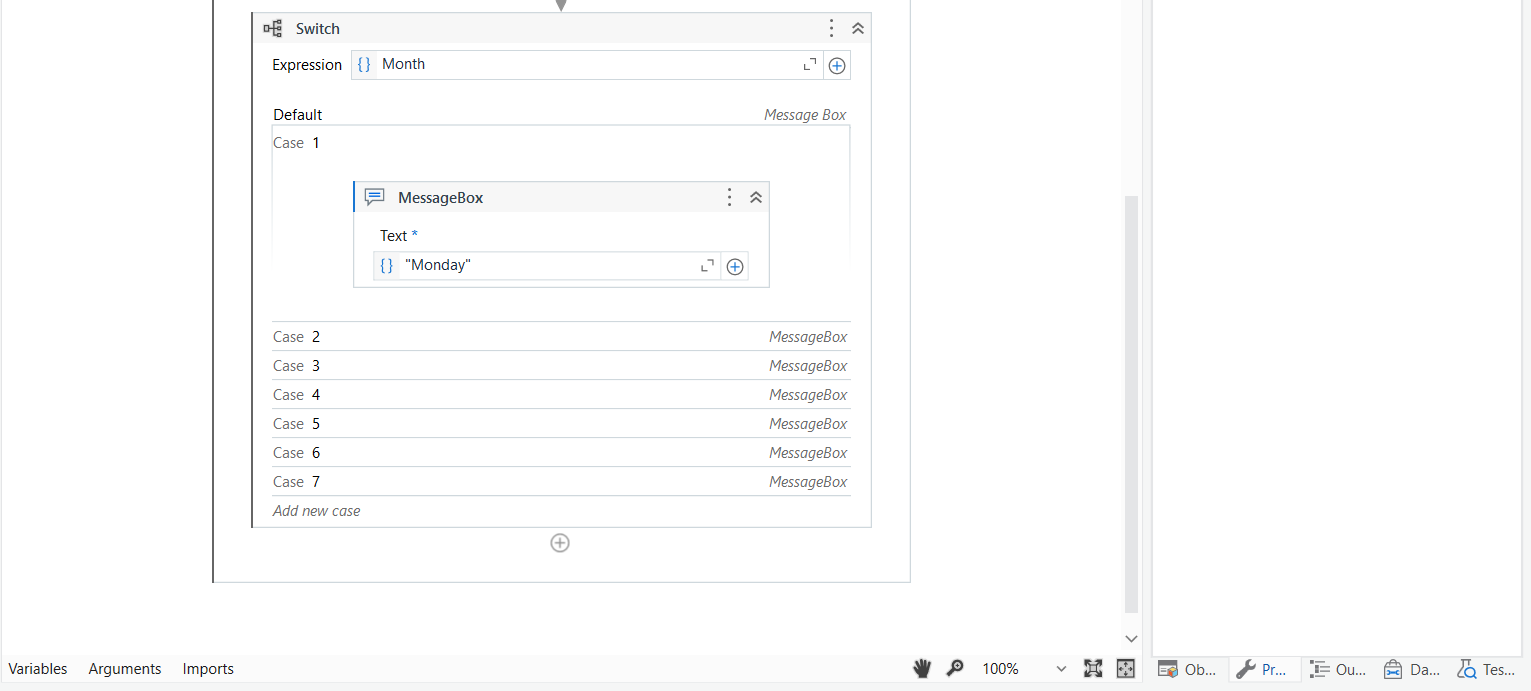 Switch
Expression {} Month
Default Message Box
Case 1
MessageBox
Text *
{} "Monday"
Case 2 MessageBox
Case 3 MessageBox
Case 4 MessageBox
Case 5 MessageBox
Case 6 MessageBox
Case 7 MessageBox
Add new case
Variables Arguments Imports 100% Ob... Pr... Ou... Da... Tes...